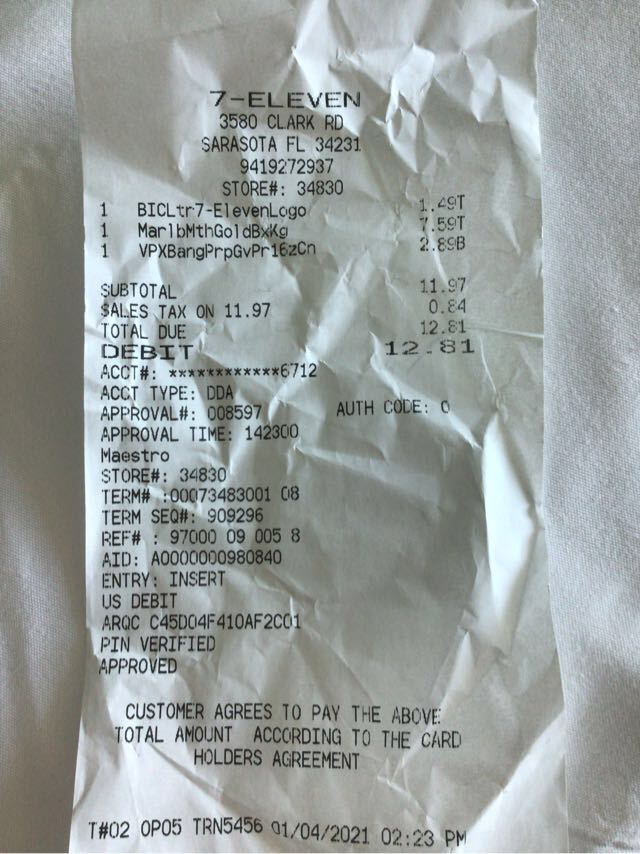 7-ELEVEN
3580 CLARK RD
SARASOTA FL 34231
9419272937
STORE#: 34830
1 BICLtr7-ElevenLogo 1.49T
1 MarlbMthGoldBxKg 7.59T
1 VPXBangPrpGvPr16zCn 2.89B
SUBTOTAL 11.97
SALES TAX ON 11.97 0.84
TOTAL DUE 12.81
DEBIT 12.81
ACCT#: ************6712
ACCT TYPE: DDA
APPROVAL#: 008597 AUTH CODE: 0
APPROVAL TIME: 142300
Maestro
STORE#: 34830
TERM# :00073483001 08
TERM SEQ#: 909296
REF# : 97000 09 005 8
AID: A0000000980840
ENTRY: INSERT
US DEBIT
ARQC C45D04F410AF2C01
PIN VERIFIED
APPROVED
CUSTOMER AGREES TO PAY THE ABOVE
TOTAL AMOUNT ACCORDING TO THE CARD
HOLDERS AGREEMENT
T#02 OP05 TRN5456 01/04/2021 02:23 PM